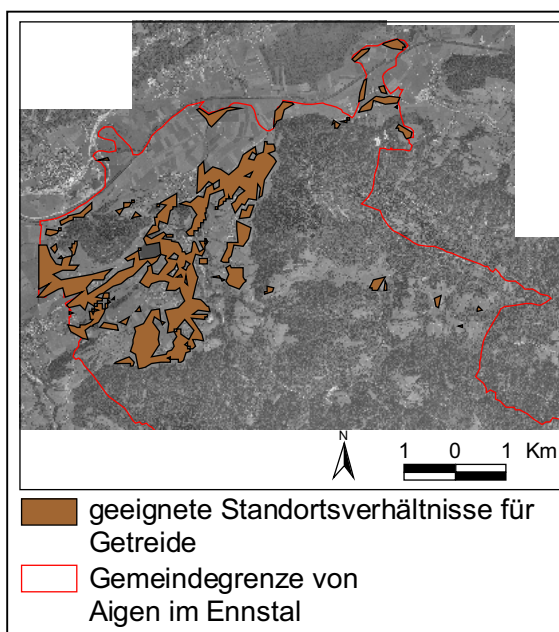 N
1 0 1 Km
geeignete Standortsverhältnisse für
Getreide
Gemeindegrenze von
Aigen im Ennstal